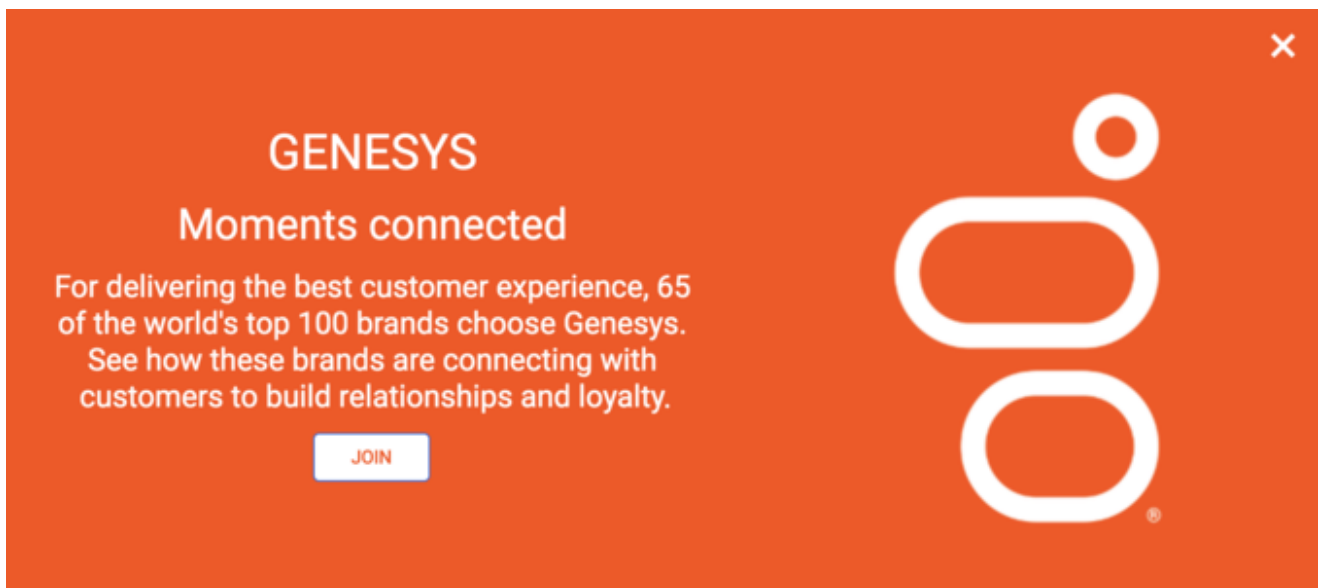 GENESYS
Moments connected
For delivering the best customer experience, 65
of the world's top 100 brands choose Genesys.
See how these brands are connecting with
customers to build relationships and loyalty.
JOIN
®